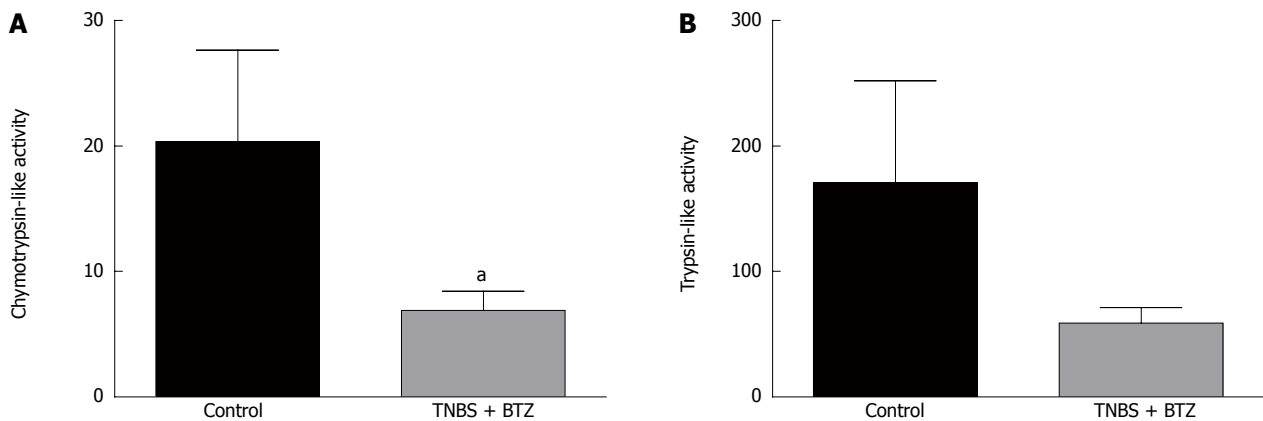 A
Chymotrypsin-like activity
30
20
10
0
a
Control
TNBS + BTZ
B
Trypsin-like activity
300
200
100
0
Control
TNBS + BTZ